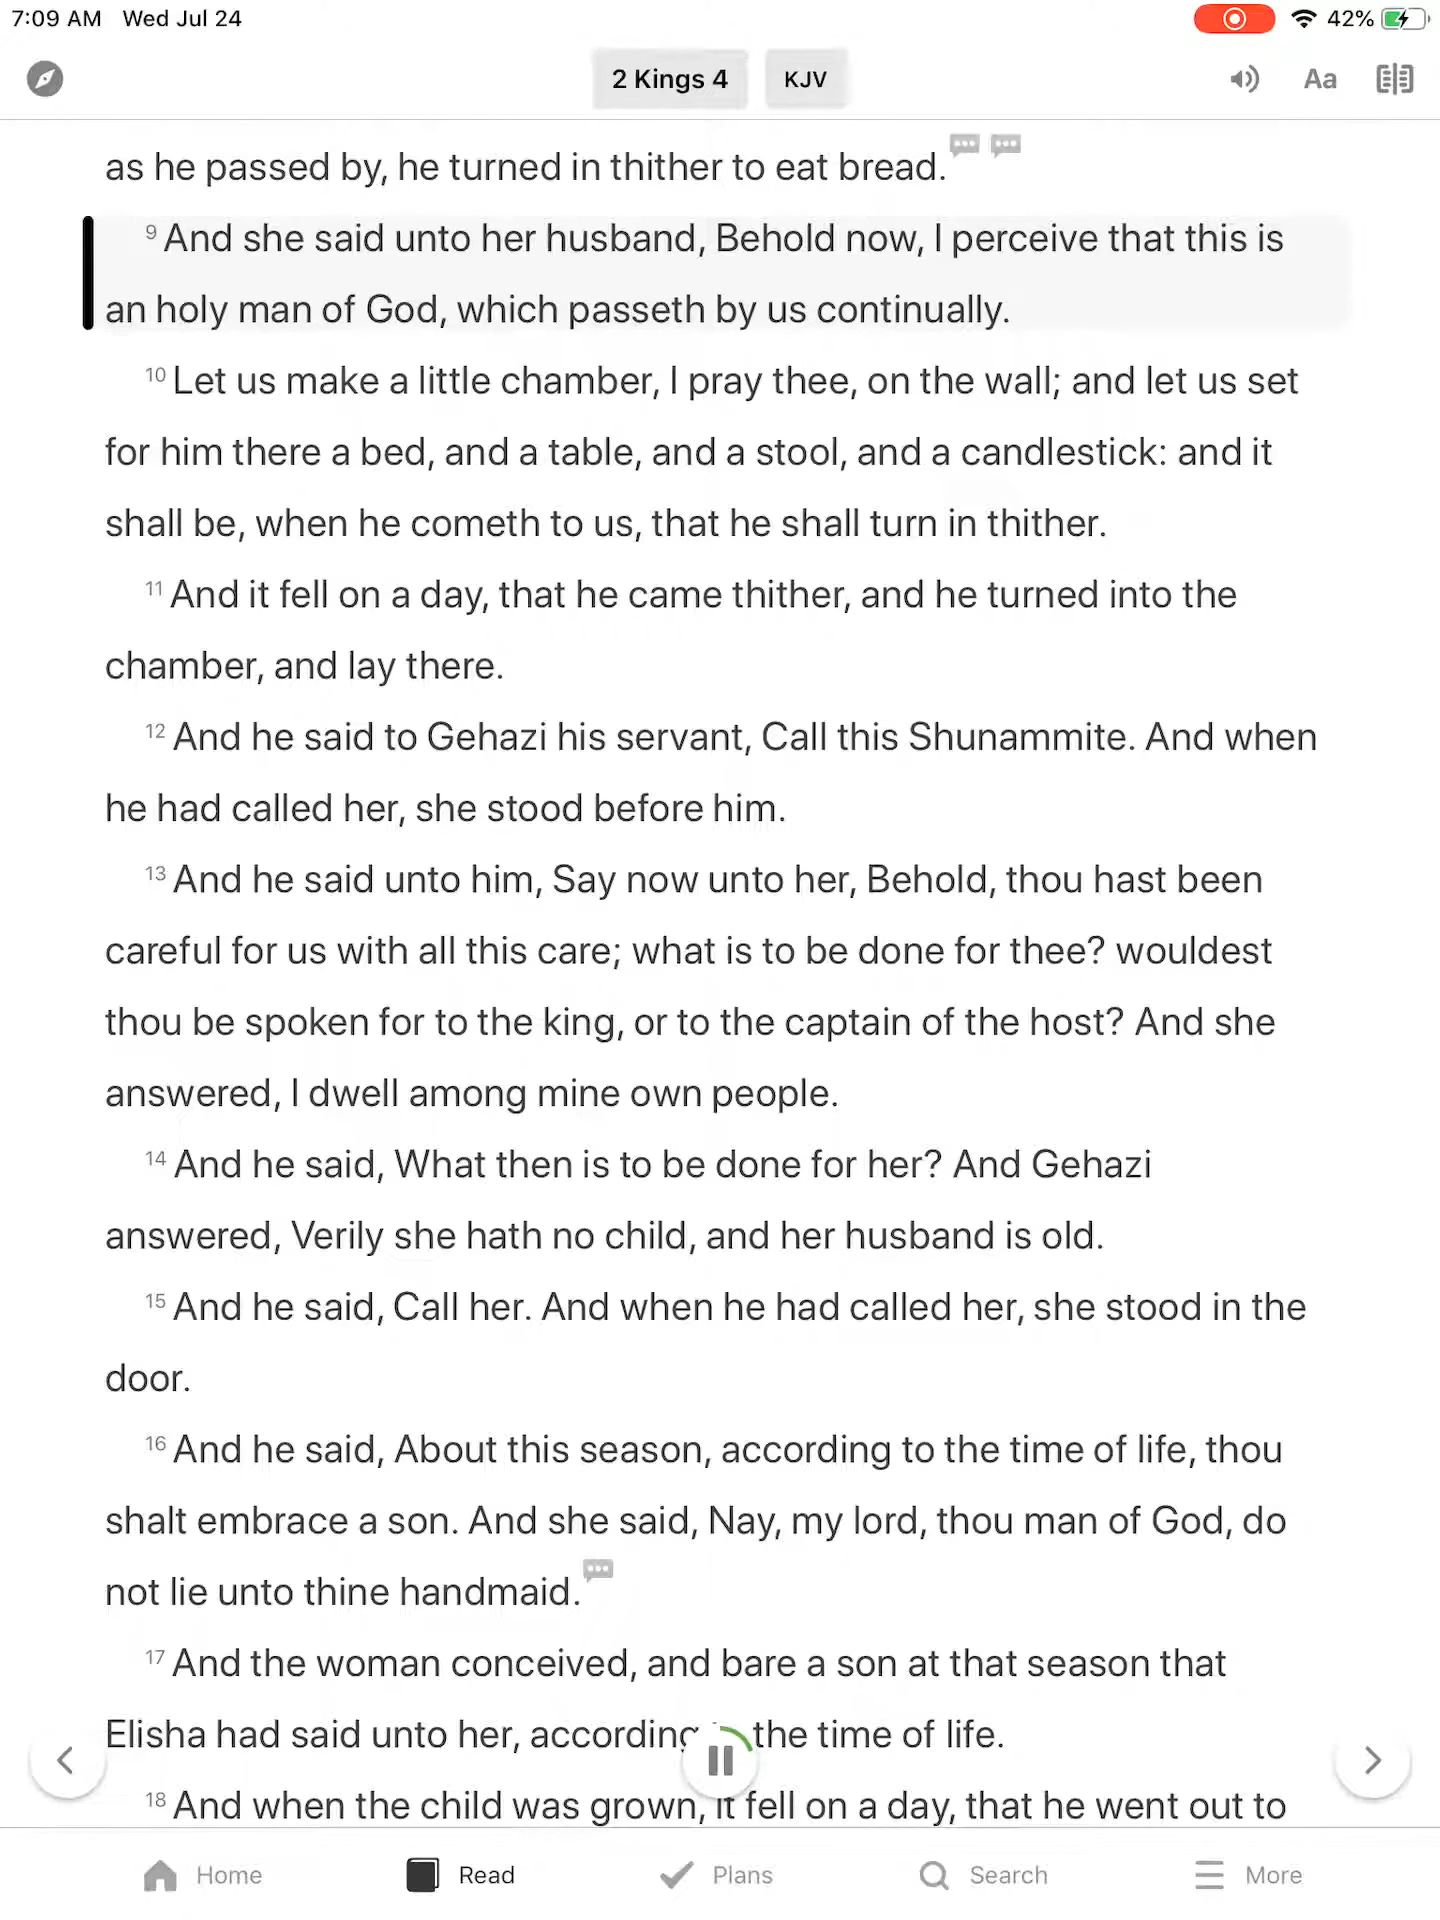 7:09 AM Wed Jul 24
42%
2 Kings 4
KJV
Aa
as he passed by, he turned in thither to eat bread.
9 And she said unto her husband, Behold now, I perceive that this is
an holy man of God, which passeth by us continually.
10 Let us make a little chamber, I pray thee, on the wall; and let us set
for him there a bed, and a table, and a stool, and a candlestick: and it
shall be, when he cometh to us, that he shall turn in thither.
11 And it fell on a day, that he came thither, and he turned into the
chamber, and lay there.
12 And he said to Gehazi his servant, Call this Shunammite. And when
he had called her, she stood before him.
13 And he said unto him, Say now unto her, Behold, thou hast been
careful for us with all this care; what is to be done for thee? wouldest
thou be spoken for to the king, or to the captain of the host? And she
answered, I dwell among mine own people.
14 And he said, What then is to be done for her? And Gehazi
answered, Verily she hath no child, and her husband is old.
15 And he said, Call her. And when he had called her, she stood in the
door.
16 And he said, About this season, according to the time of life, thou
shalt embrace a son. And she said, Nay, my lord, thou man of God, do
not lie unto thine handmaid.
17 And the woman conceived, and bare a son at that season that
Elisha had said unto her, according the time of life.
18 And when the child was grown, it fell on a day, that he went out to
Home
Read
Plans
Search
More